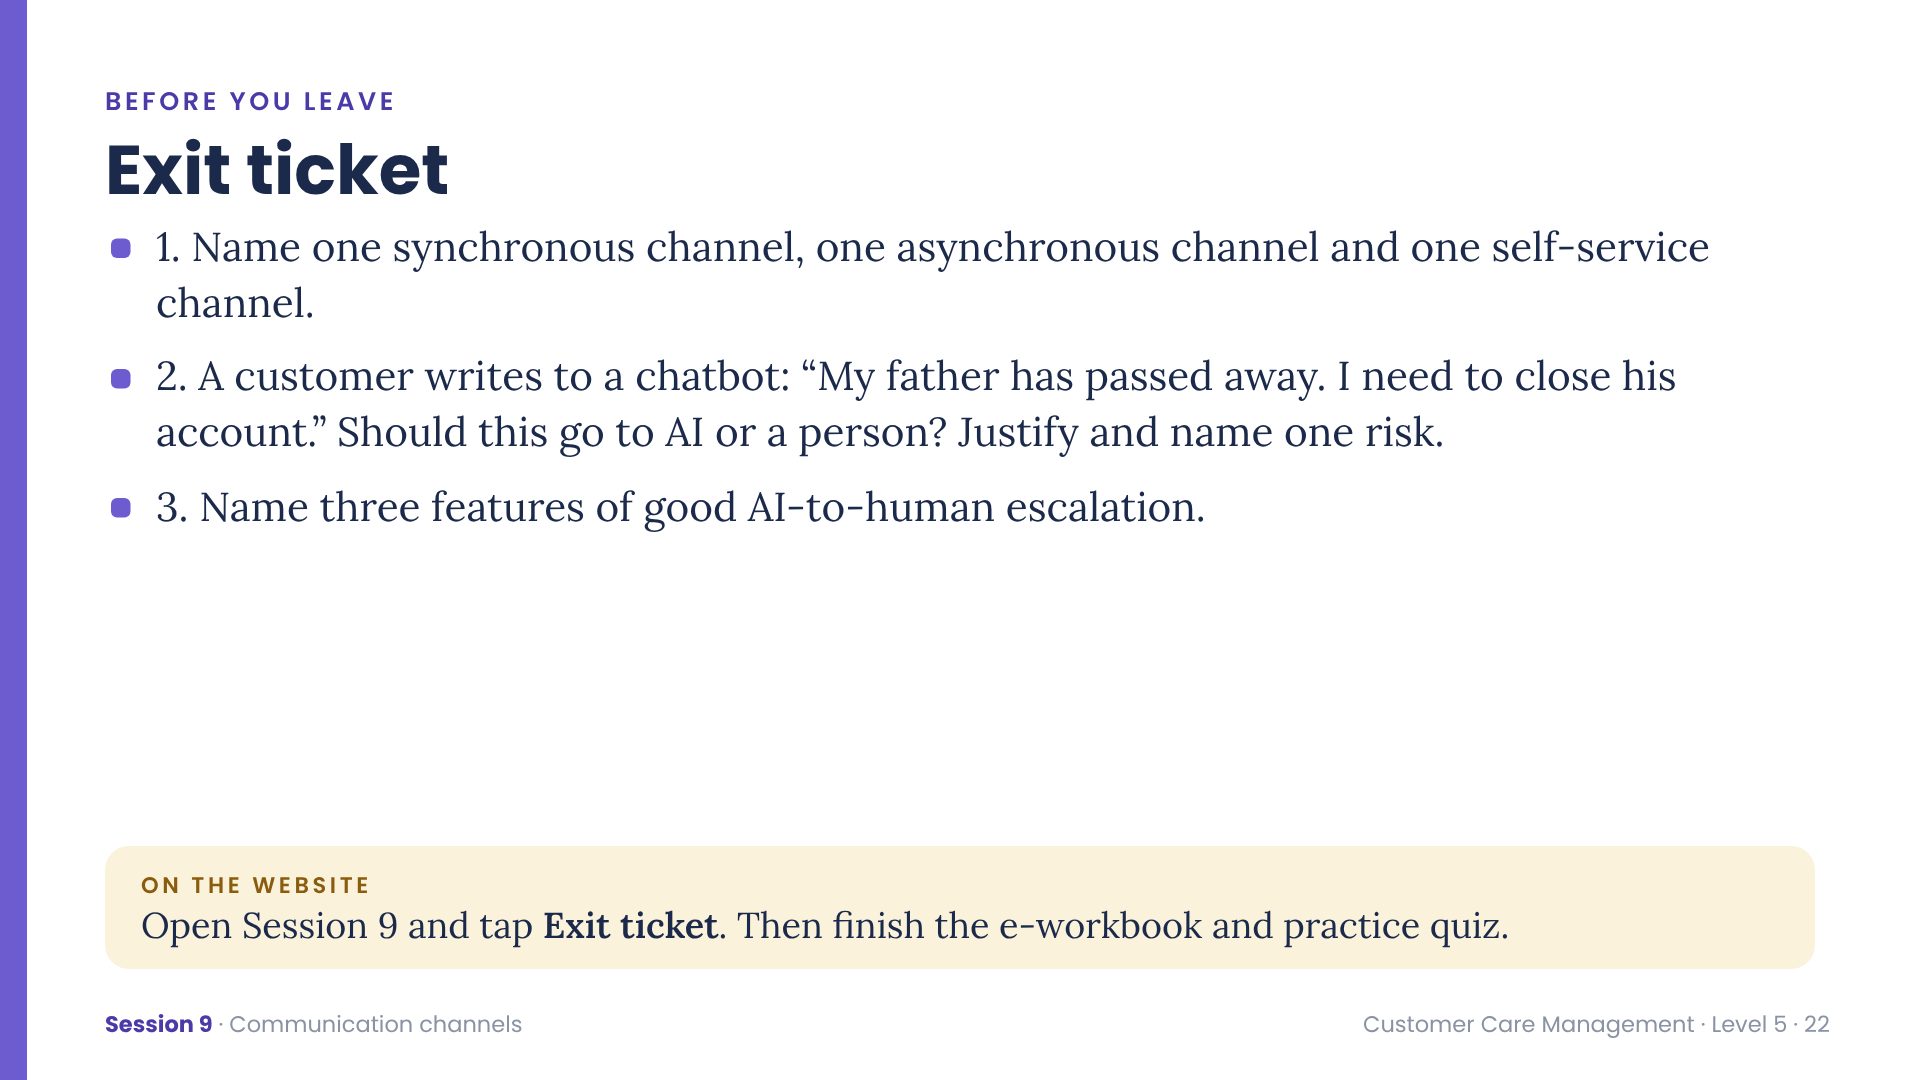 BEFORE YOU LEAVE
Exit ticket
1. Name one synchronous channel, one asynchronous channel and one self-service
channel.
2. A customer writes to a chatbot: “My father has passed away. I need to close his
account.” Should this go to AI or a person? Justify and name one risk.
3. Name three features of good AI-to-human escalation.
ON THE WEBSITE
Open Session 9 and tap Exit ticket. Then finish the e-workbook and practice quiz.
Session 9 · Communication channels
Customer Care Management · Level 5 · 22